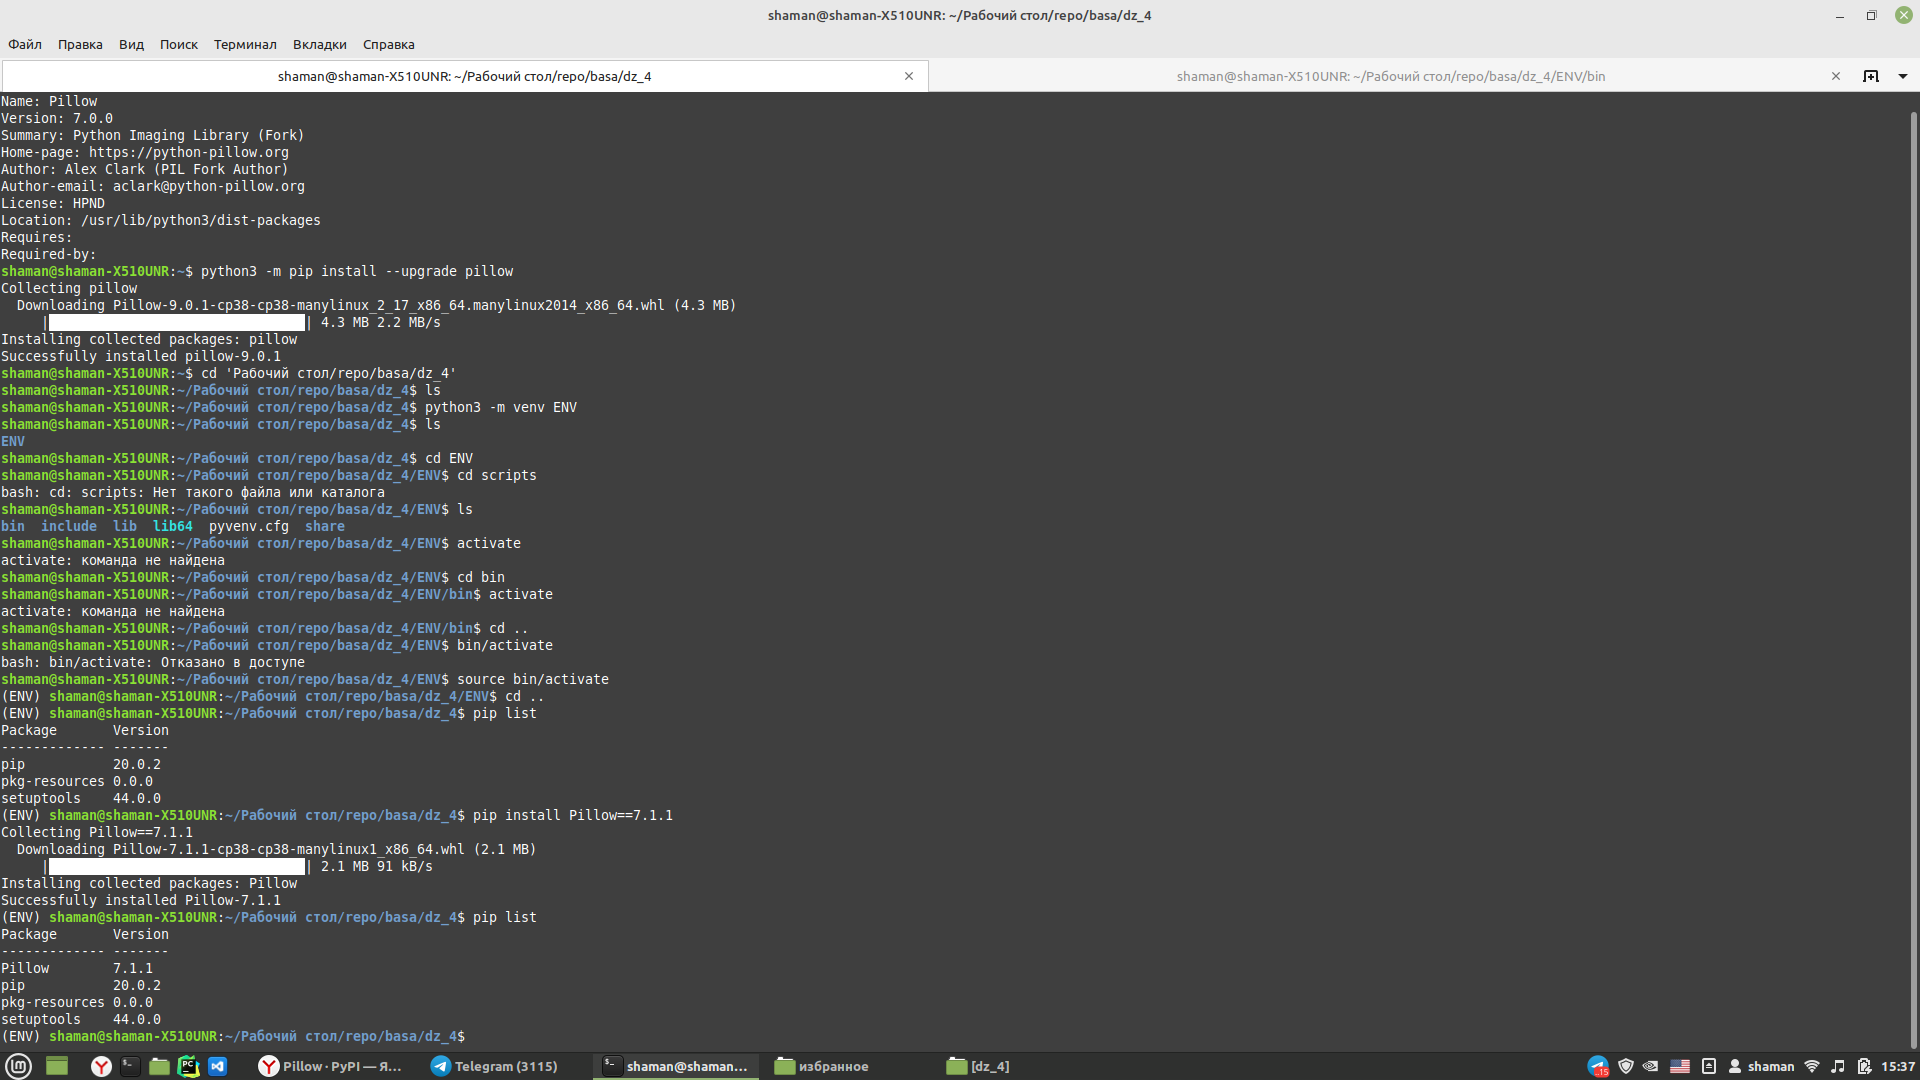 shaman@shaman-X510UNR: ~/Рабочий стол/repo/basa/dz_4
Файл Правка Вид Поиск Терминал Вкладки Справка
shaman@shaman-X510UNR: ~/Рабочий стол/repo/basa/dz_4
shaman@shaman-X510UNR: ~/Рабочий стол/repo/basa/dz_4/ENV/bin
Name: Pillow
Version: 7.0.0
Summary: Python Imaging Library (Fork)
Home-page: https://python-pillow.org
Author: Alex Clark (PIL Fork Author)
Author-email: aclark@python-pillow.org
License: HPND
Location: /usr/lib/python3/dist-packages
Requires:
Required-by:
shaman@shaman-X510UNR:~$ python3 -m pip install --upgrade pillow
Collecting pillow
  Downloading Pillow-9.0.1-cp38-cp38-manylinux_2_17_x86_64.manylinux2014_x86_64.whl (4.3 MB)
     | | 4.3 MB 2.2 MB/s
Installing collected packages: pillow
Successfully installed pillow-9.0.1
shaman@shaman-X510UNR:~$ cd 'Рабочий стол/repo/basa/dz_4'
shaman@shaman-X510UNR:~/Рабочий стол/repo/basa/dz_4$ ls
shaman@shaman-X510UNR:~/Рабочий стол/repo/basa/dz_4$ python3 -m venv ENV
shaman@shaman-X510UNR:~/Рабочий стол/repo/basa/dz_4$ ls
ENV
shaman@shaman-X510UNR:~/Рабочий стол/repo/basa/dz_4$ cd ENV
shaman@shaman-X510UNR:~/Рабочий стол/repo/basa/dz_4/ENV$ cd scripts
bash: cd: scripts: Нет такого файла или каталога
shaman@shaman-X510UNR:~/Рабочий стол/repo/basa/dz_4/ENV$ ls
bin  include  lib  lib64  pyvenv.cfg  share
shaman@shaman-X510UNR:~/Рабочий стол/repo/basa/dz_4/ENV$ activate
activate: команда не найдена
shaman@shaman-X510UNR:~/Рабочий стол/repo/basa/dz_4/ENV$ cd bin
shaman@shaman-X510UNR:~/Рабочий стол/repo/basa/dz_4/ENV/bin$ activate
activate: команда не найдена
shaman@shaman-X510UNR:~/Рабочий стол/repo/basa/dz_4/ENV/bin$ cd ..
shaman@shaman-X510UNR:~/Рабочий стол/repo/basa/dz_4/ENV$ bin/activate
bash: bin/activate: Отказано в доступе
shaman@shaman-X510UNR:~/Рабочий стол/repo/basa/dz_4/ENV$ source bin/activate
(ENV) shaman@shaman-X510UNR:~/Рабочий стол/repo/basa/dz_4/ENV$ cd ..
(ENV) shaman@shaman-X510UNR:~/Рабочий стол/repo/basa/dz_4$ pip list
Package       Version
------------- -------
pip           20.0.2
pkg-resources 0.0.0
setuptools    44.0.0
(ENV) shaman@shaman-X510UNR:~/Рабочий стол/repo/basa/dz_4$ pip install Pillow==7.1.1
Collecting Pillow==7.1.1
  Downloading Pillow-7.1.1-cp38-cp38-manylinux1_x86_64.whl (2.1 MB)
     | | 2.1 MB 91 kB/s
Installing collected packages: Pillow
Successfully installed Pillow-7.1.1
(ENV) shaman@shaman-X510UNR:~/Рабочий стол/repo/basa/dz_4$ pip list
Package       Version
------------- -------
Pillow        7.1.1
pip           20.0.2
pkg-resources 0.0.0
setuptools    44.0.0
(ENV) shaman@shaman-X510UNR:~/Рабочий стол/repo/basa/dz_4$
Pillow · PyPI — Я... Telegram (3115) shaman@shaman... избранное [dz_4] shaman 15:37